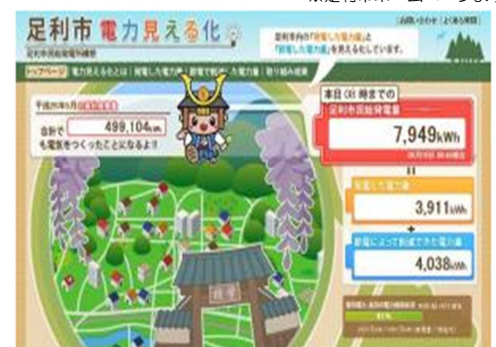 足利市 電力見える化
お問い合わせ | よくある質問
足利市内の「発電した電力量」と
「節電した電力量」を見える化しています。
足利市民総発電所構想
トップページ 電力見える化とは 発電した電力量 節電で削減した電力量 取り組み成果
本日08時までの
足利市民総発電量
7,949kWh
合計で 499,104kWh
も電気をつくったことになるよ!!
発電した電力量
3,911kWh
+
節電によって削減できた電力量
4,038kWh